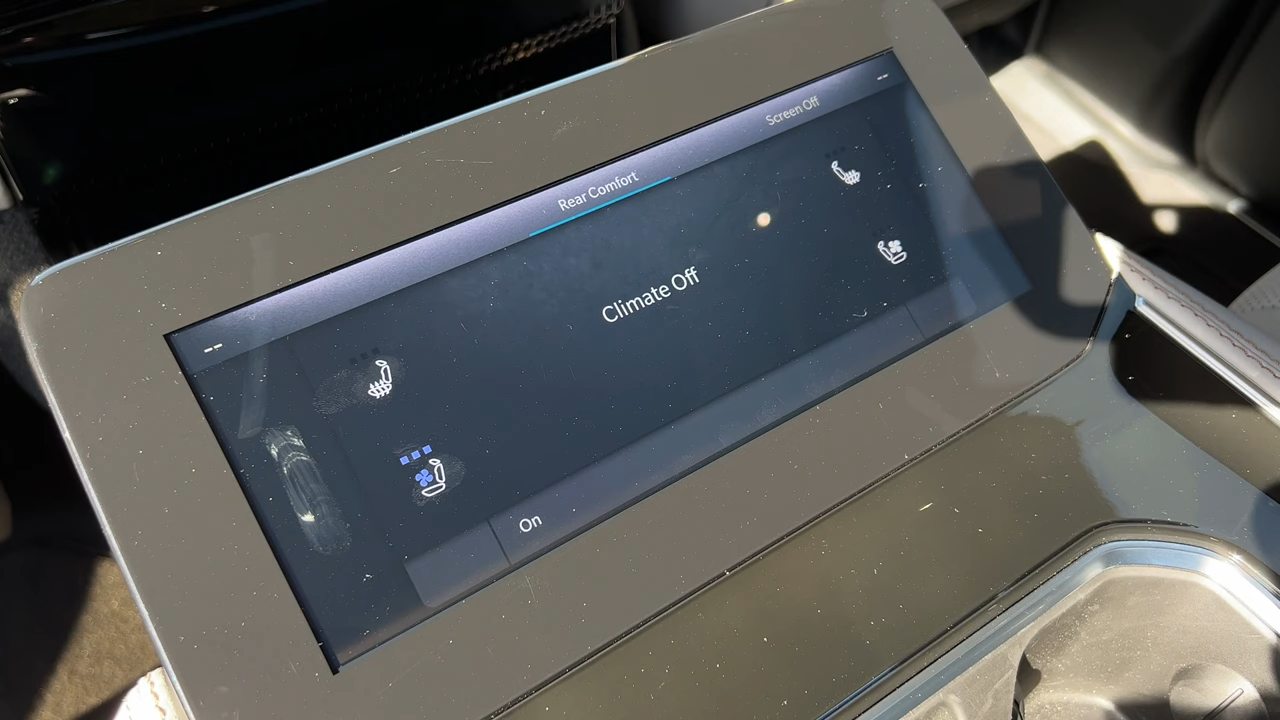 Rear Comfort
Screen Off
--
--
Climate Off
On